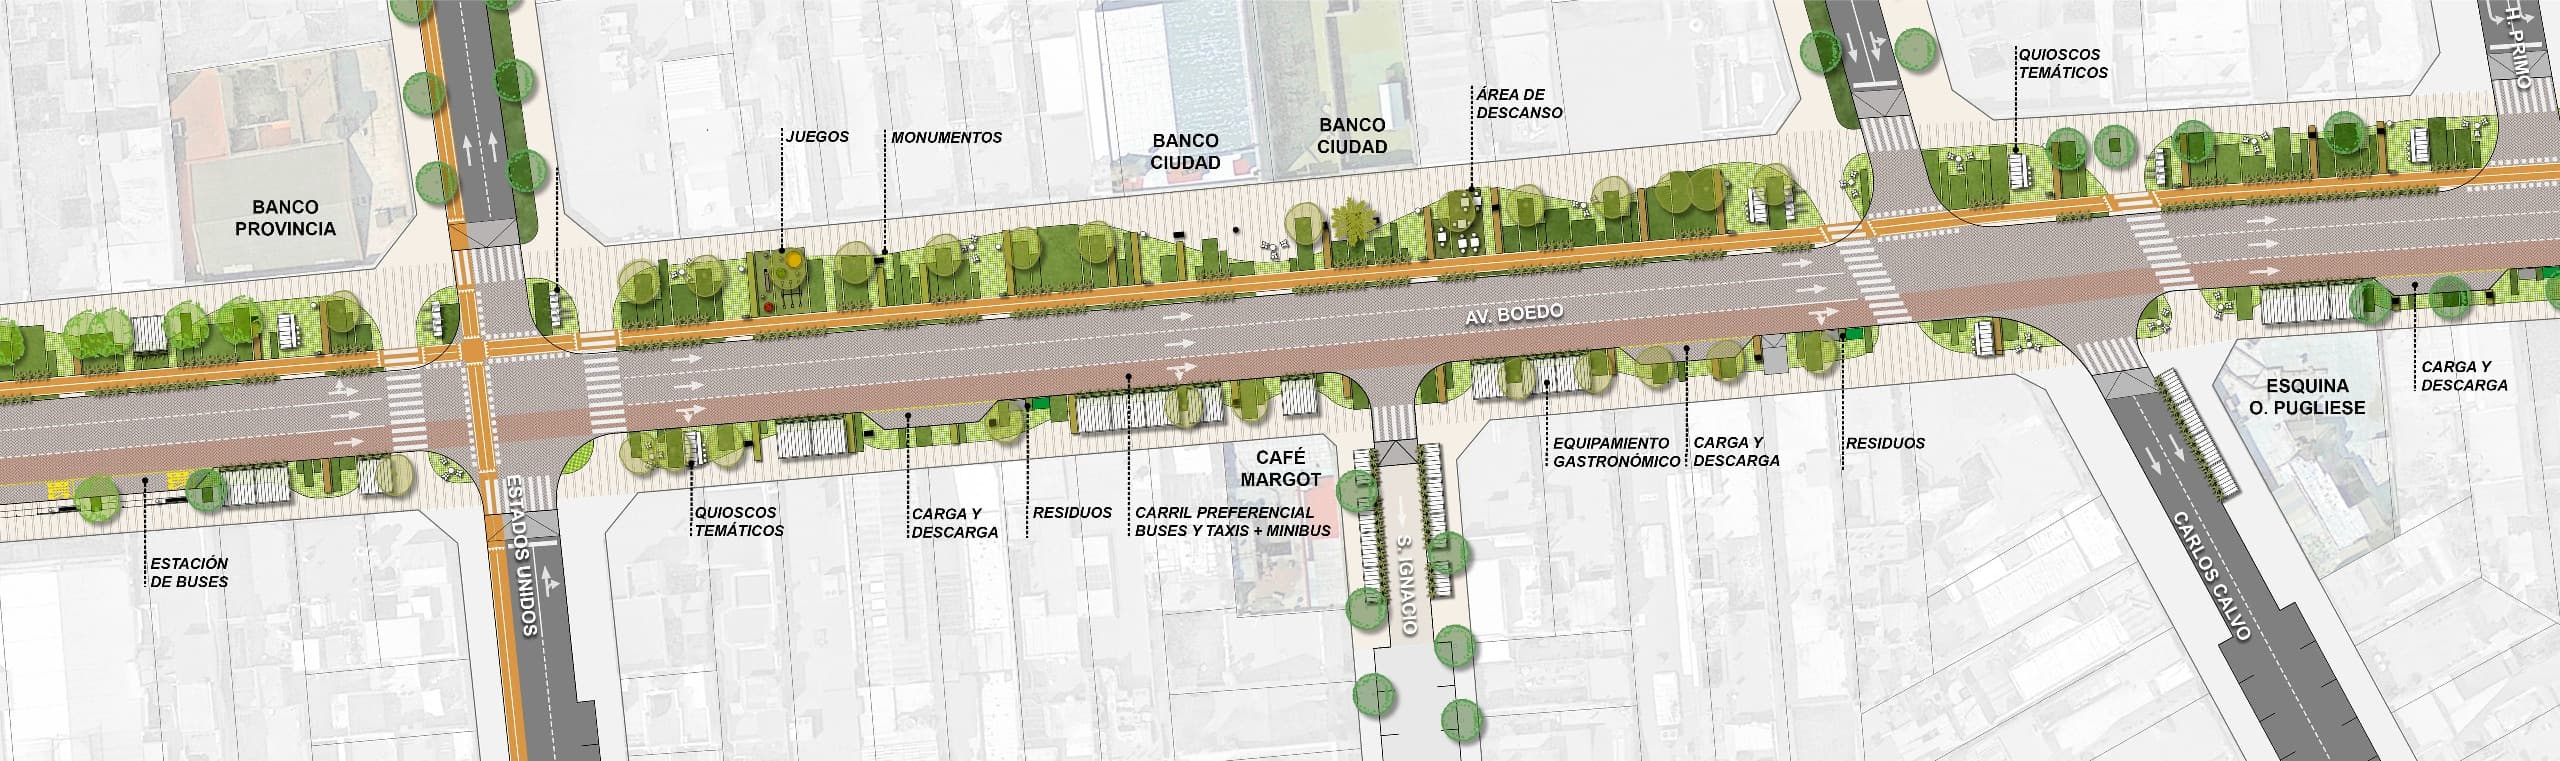 H. PRIMO
QUIOSCOS
TEMÁTICOS
ÁREA DE
DESCANSO
JUEGOS
MONUMENTOS
BANCO
CIUDAD
BANCO
CIUDAD
BANCO
PROVINCIA
AV. BOEDO
CARGA Y
DESCARGA
ESQUINA
O. PUGLIESE
EQUIPAMIENTO
GASTRONÓMICO
CARGA Y
DESCARGA
RESIDUOS
CAFÉ
MARGOT
QUIOSCOS
TEMÁTICOS
CARGA Y
DESCARGA
RESIDUOS
CARRIL PREFERENCIAL
BUSES Y TAXIS + MINIBUS
ESTACIÓN
DE BUSES
ESTADOS UNIDOS
S. IGNACIO
CARLOS CALVO